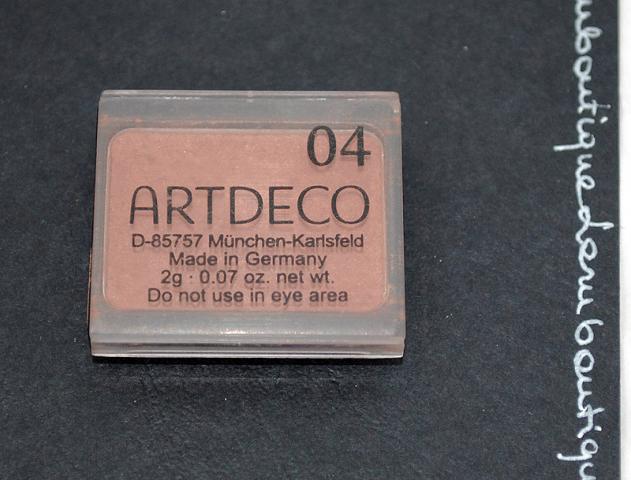 04
ARTDECO
D-85757 München-Karlsfeld
Made in Germany
2g · 0.07 oz. net wt.
Do not use in eye area